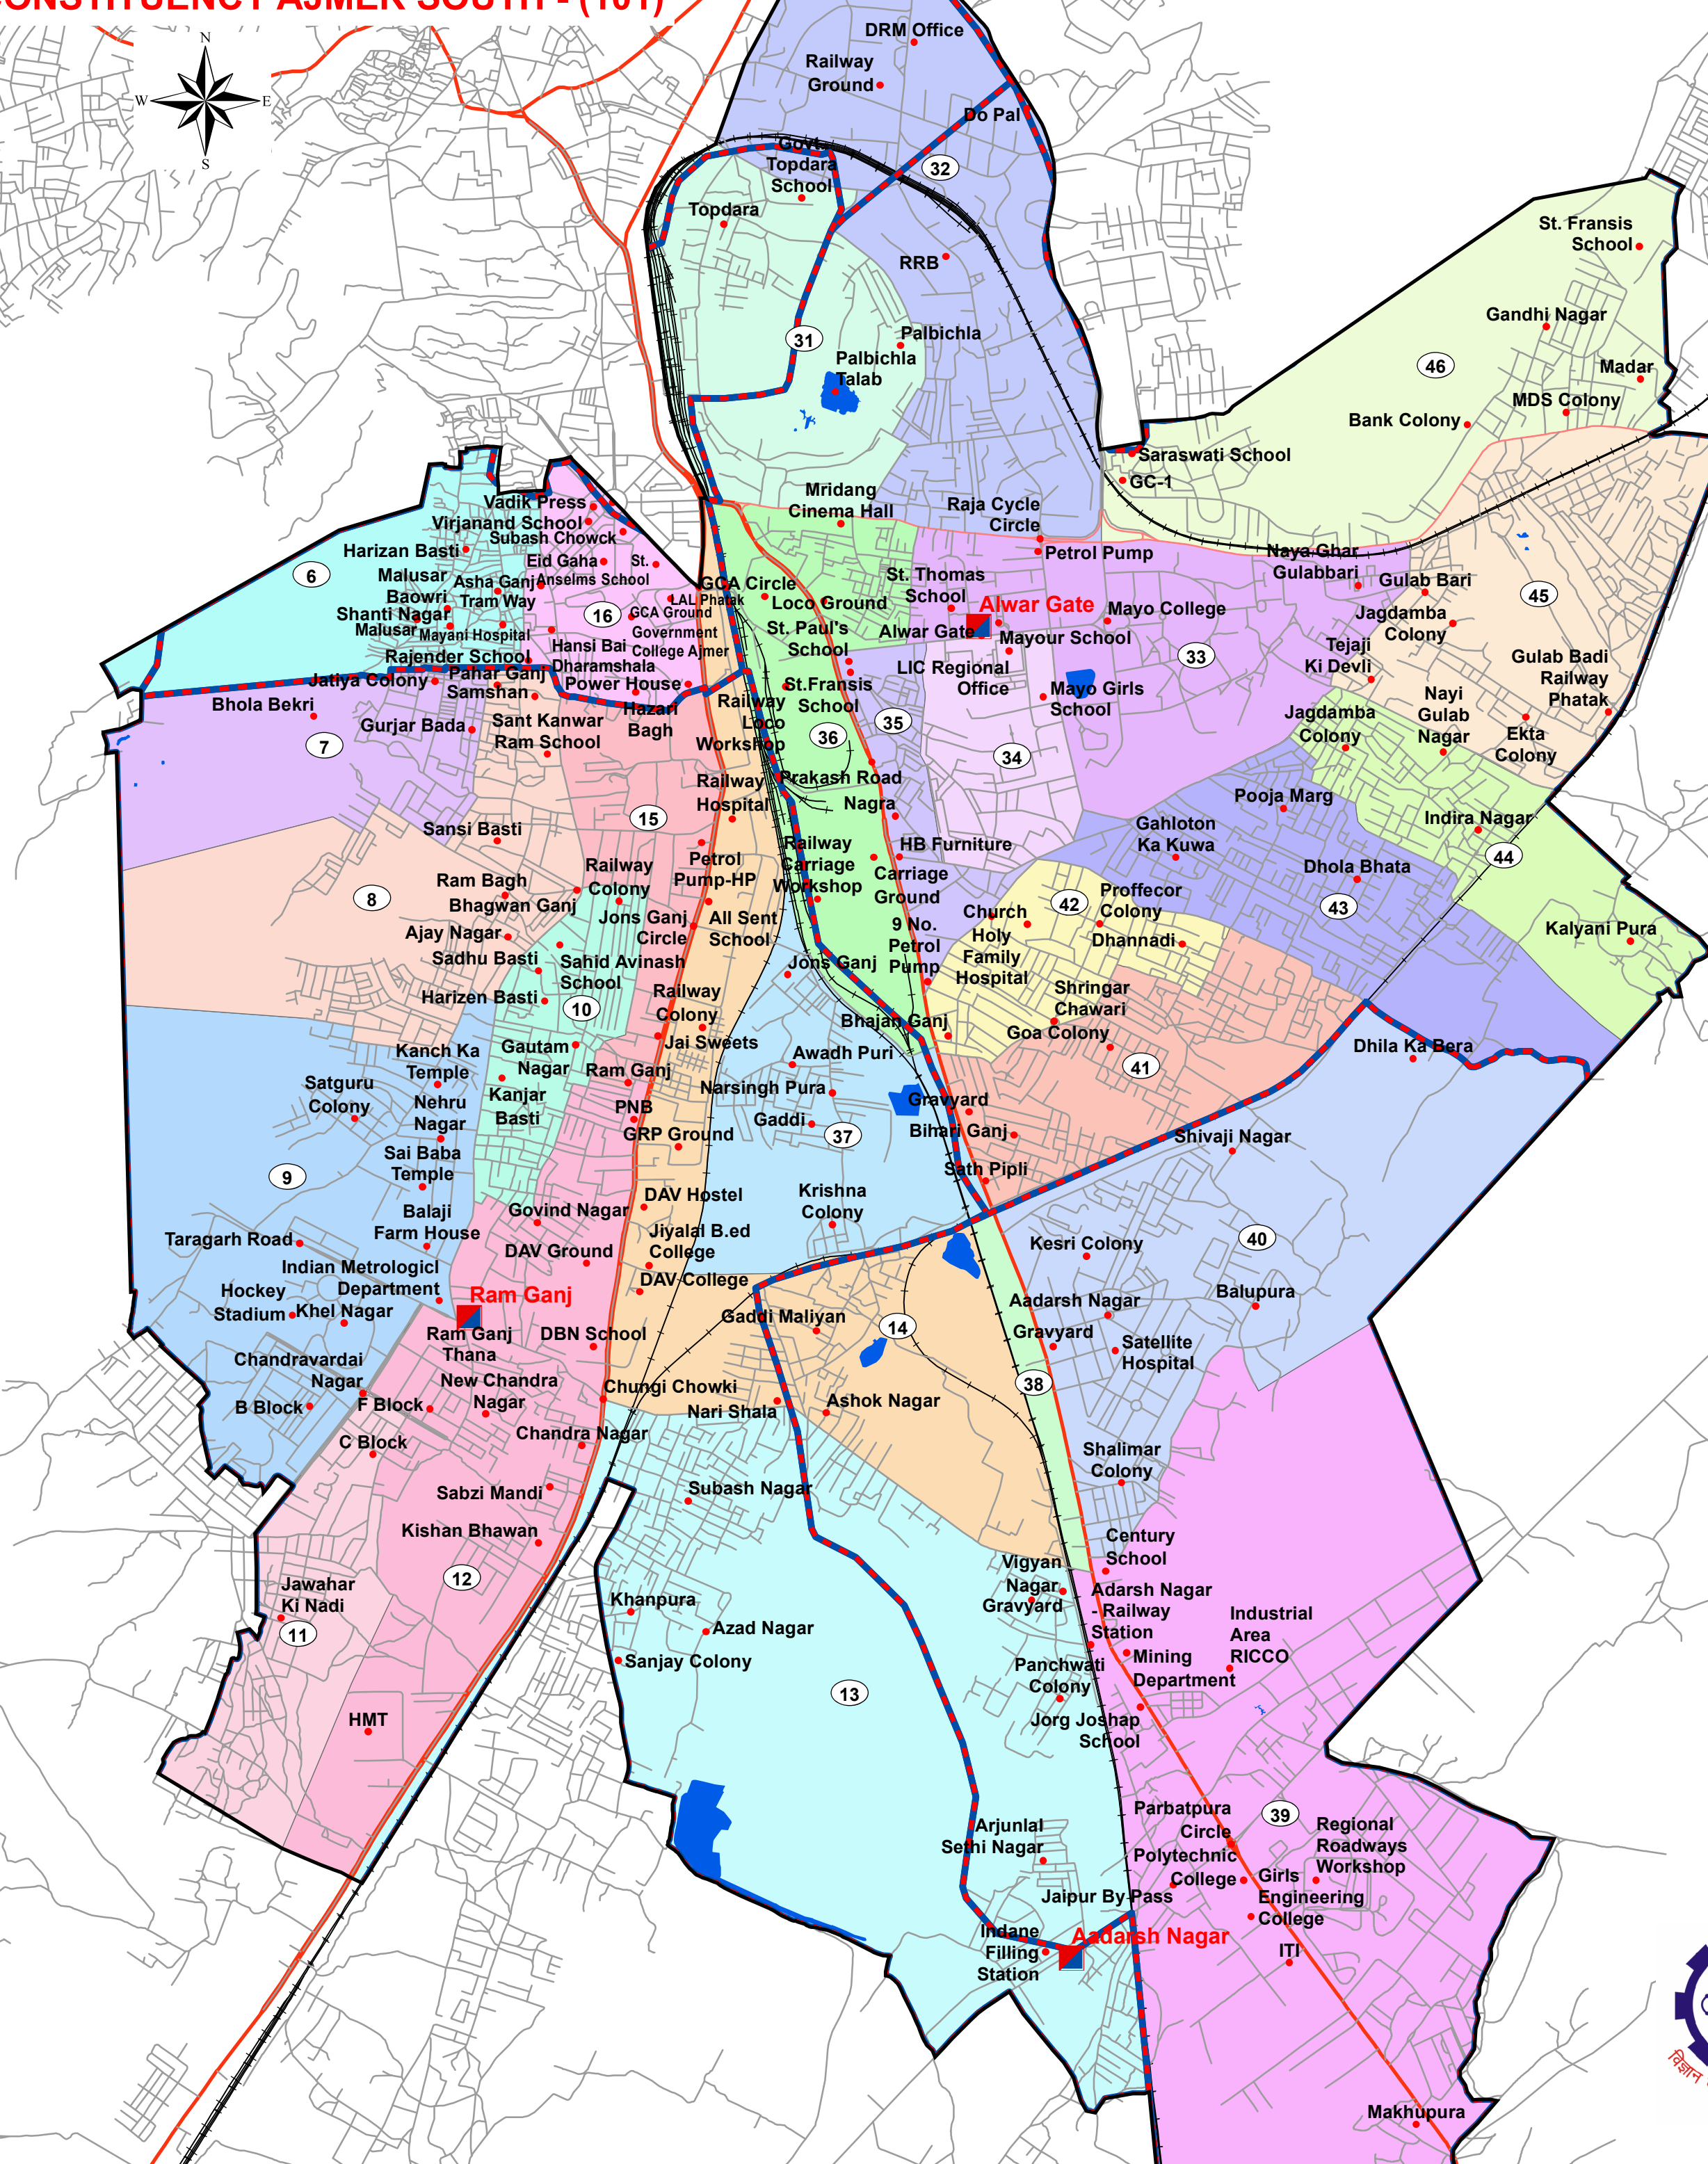 CONSTITUENCY AJMER SOUTH - (101)
N
W
E
S
DRM Office
Railway
Ground
Do Pal
Govt.
Topdara
School
32
Topdara
RRB
St. Fransis
School
31
Palbichla
Palbichla
Talab
Gandhi Nagar
46
Madar
MDS Colony
Bank Colony
Saraswati School
GC-1
Mridang
Cinema Hall
Raja Cycle
Circle
Petrol Pump
Vadik Press
Virjanand School
Subash Chowck
Harizan Basti
Eid Gaha
St.
Anselms School
6
Malusar
Baowri
Asha Ganj
Tram Way
Shanti Nagar
Malusar
Mayani Hospital
16
LAL Phatak
GCA Ground
Government
College Ajmer
Hansi Bai
Dharamshala
Rajender School
Jatiya Colony
Pahar Ganj
Samshan
Power House
Hazari
Bagh
GCA Circle
Loco Ground
St. Paul's
School
St. Thomas
School
Alwar Gate
Alwar Gate
Mayour School
Mayo College
LIC Regional
Office
Mayo Girls
School
33
Naya Ghar
Gulabbari
Gulab Bari
45
Jagdamba
Colony
Tejaji
Ki Devli
Gulab Badi
Railway
Phatak
Nayi
Gulab
Nagar
Ekta
Colony
Jagdamba
Colony
Bhola Bekri
7
Gurjar Bada
Sant Kanwar
Ram School
Railway
Loco
Workshop
St.Fransis
School
36
35
34
Prakash Road
Railway
Hospital
Nagra
15
Pooja Marg
Indira Nagar
44
Gahloton
Ka Kuwa
Dhola Bhata
43
Kalyani Pura
Sansi Basti
8
Ram Bagh
Bhagwan Ganj
Railway
Colony
Petrol
Pump-HP
Railway
Carriage
Workshop
HB Furniture
Carriage
Ground
Jons Ganj
Circle
All Sent
School
9 No.
Petrol
Pump
42
Proffecor
Colony
Church
Holy
Family
Hospital
Dhannadi
Ajay Nagar
Sadhu Basti
Sahid Avinash
School
Jons Ganj
Harizen Basti
10
Railway
Colony
Shringar
Chawari
Bhajan Ganj
Goa Colony
Jai Sweets
Kanch Ka
Temple
Gautam
Nagar
Ram Ganj
Awadh Puri
41
Dhila Ka Bera
Satguru
Colony
Nehru
Nagar
Kanjar
Basti
Narsingh Pura
Gravyard
PNB
Gaddi
37
Bihari Ganj
GRP Ground
Shivaji Nagar
Sai Baba
Temple
9
Sath Pipli
DAV Hostel
Krishna
Colony
Balaji
Farm House
Govind Nagar
Taragarh Road
Jiyalal B.ed
College
DAV Ground
Kesri Colony
40
Indian Metrologicl
Department
DAV College
Ram Ganj
Hockey
Stadium
Khel Nagar
Balupura
Aadarsh Nagar
Gaddi Maliyan
14
Gravyard
Satellite
Hospital
Ram Ganj
Thana
DBN School
Chandravardai
Nagar
New Chandra
Nagar
Chungi Chowki
38
B Block
F Block
Nari Shala
Ashok Nagar
C Block
Chandra Nagar
Shalimar
Colony
Sabzi Mandi
Subash Nagar
Kishan Bhawan
Century
School
12
Vigyan
Nagar
Gravyard
Jawahar
Ki Nadi
11
Khanpura
Adarsh Nagar
- Railway
Station
Industrial
Area
RICCO
Azad Nagar
Sanjay Colony
Mining
Department
Panchwati
Colony
13
HMT
Jorg Joshap
School
Parbatpura
Circle
39
Regional
Roadways
Workshop
Arjunlal
Sethi Nagar
Polytechnic
College
Girls
Engineering
College
Jaipur By Pass
Indane
Filling
Station
Aadarsh Nagar
ITI
Makhupura
विज्ञान